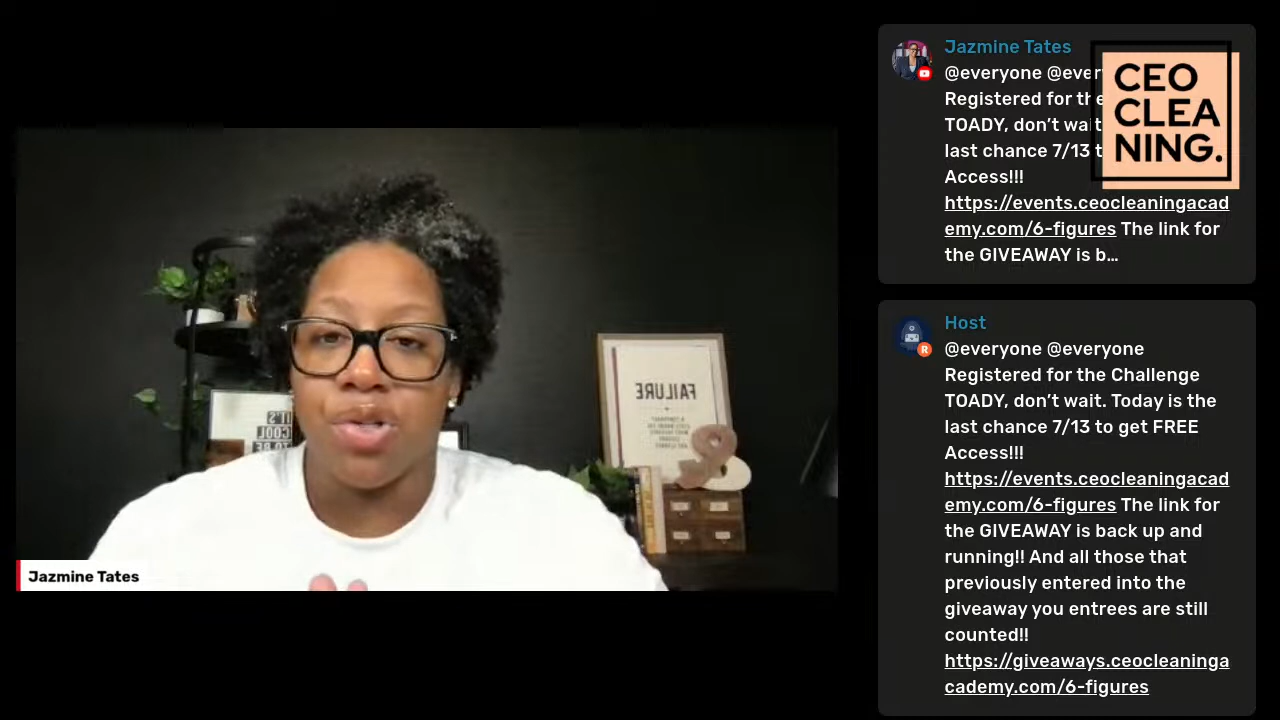 Jazmine Tates
@everyone
Registered for the
TOADY, don’t wait
last chance 7/13 t
Access!!!
https://events.ceocleaningacad
emy.com/6-figures The link for
the GIVEAWAY is b…
CEO
CLEA
NING.
Host
@everyone @everyone
Registered for the Challenge
TOADY, don’t wait. Today is the
last chance 7/13 to get FREE
Access!!!
https://events.ceocleaningacad
emy.com/6-figures The link for
the GIVEAWAY is back up and
running!! And all those that
previously entered into the
giveaway you entrees are still
counted!!
https://giveaways.ceocleaninga
cademy.com/6-figures
FAILURE
IT'S
COOL
TO BE
Jazmine Tates